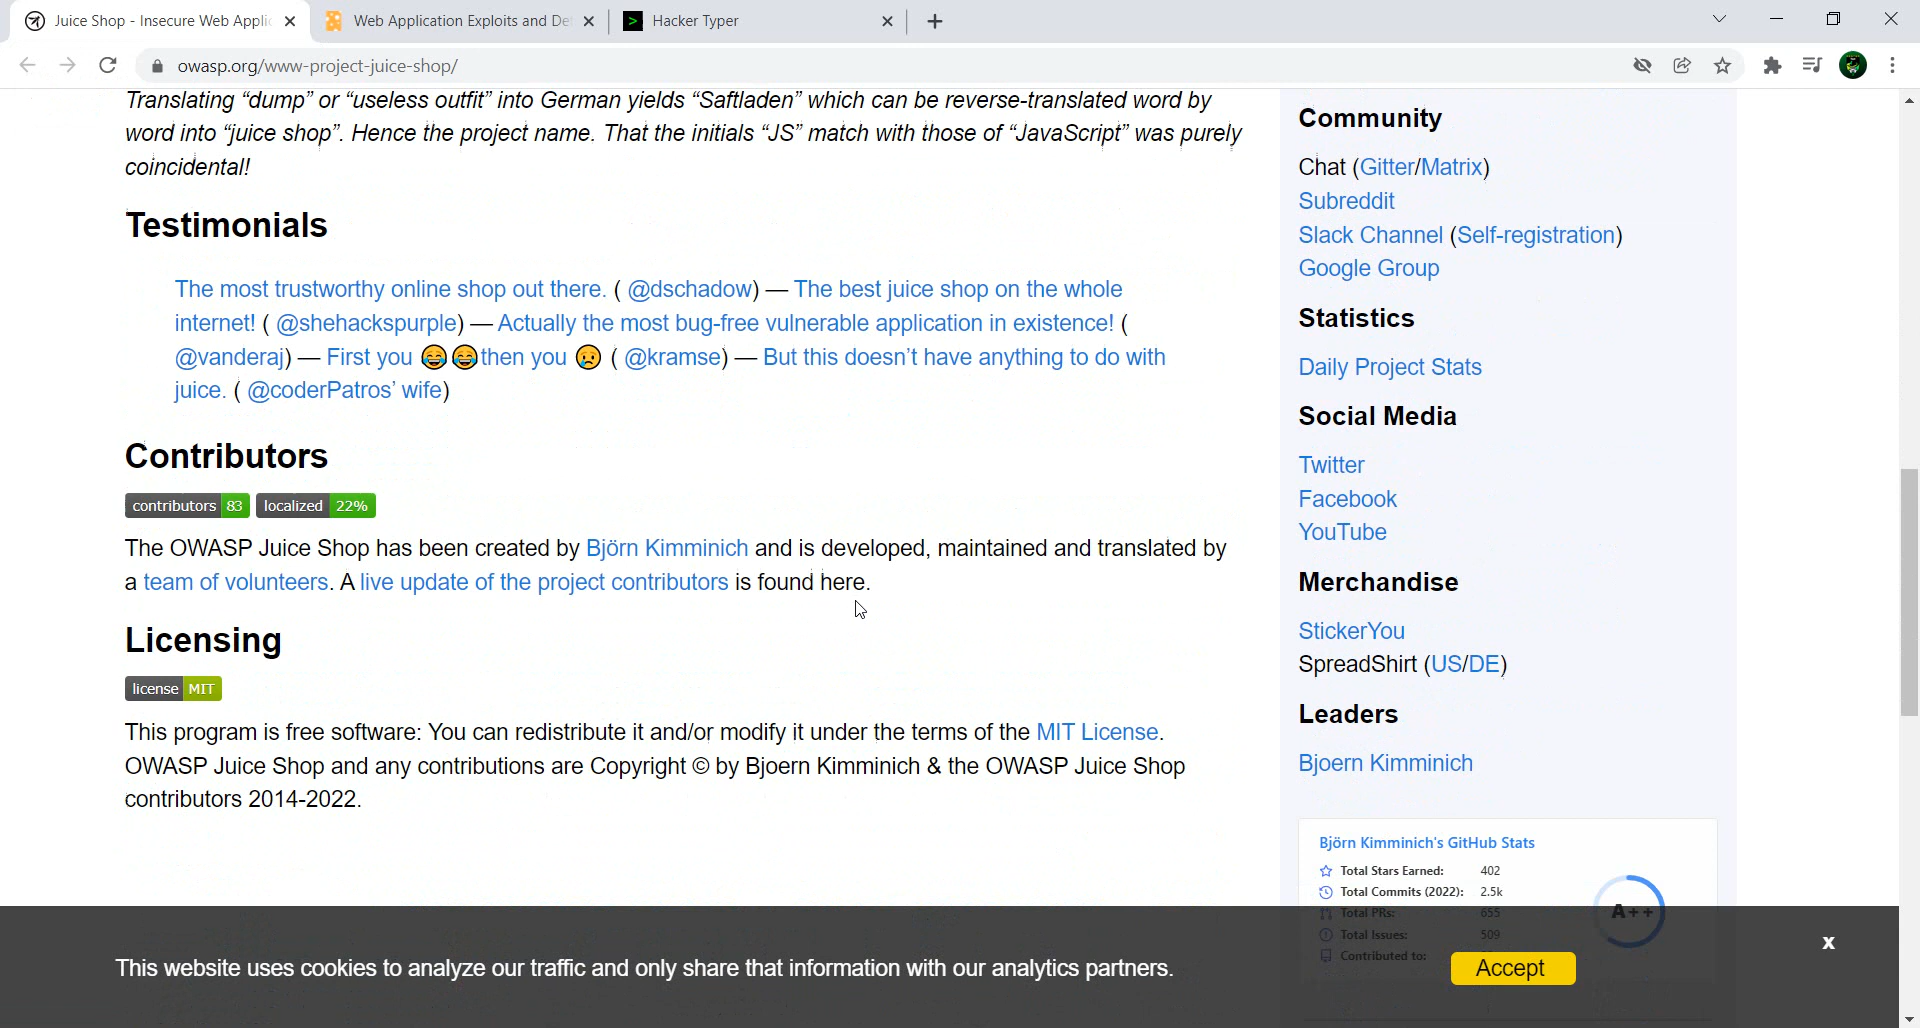 Juice Shop - Insecure Web Applic
Web Application Exploits and De
Hacker Typer
owasp.org/www-project-juice-shop/
Translating “dump” or “useless outfit” into German yields “Saftladen” which can be reverse-translated word by
word into “juice shop”. Hence the project name. That the initials “JS” match with those of “JavaScript” was purely
coincidental!
Testimonials
The most trustworthy online shop out there. ( @dschadow) — The best juice shop on the whole
internet! ( @shehackspurple) — Actually the most bug-free vulnerable application in existence! (
@vanderaj) — First you 😂😂then you 😢 ( @kramse) — But this doesn’t have anything to do with
juice. ( @coderPatros’ wife)
Contributors
contributors 83 localized 22%
The OWASP Juice Shop has been created by Björn Kimminich and is developed, maintained and translated by
a team of volunteers. A live update of the project contributors is found here.
Licensing
license MIT
This program is free software: You can redistribute it and/or modify it under the terms of the MIT License.
OWASP Juice Shop and any contributions are Copyright © by Bjoern Kimminich & the OWASP Juice Shop
contributors 2014-2022.
Community
Chat (Gitter/Matrix)
Subreddit
Slack Channel (Self-registration)
Google Group
Statistics
Daily Project Stats
Social Media
Twitter
Facebook
YouTube
Merchandise
StickerYou
SpreadShirt (US/DE)
Leaders
Bjoern Kimminich
Björn Kimminich's GitHub Stats
Total Stars Earned: 402
Total Commits (2022): 2.5k
Total PRs: 655
Total Issues: 509
Contributed to:
A++
This website uses cookies to analyze our traffic and only share that information with our analytics partners.
Accept
x